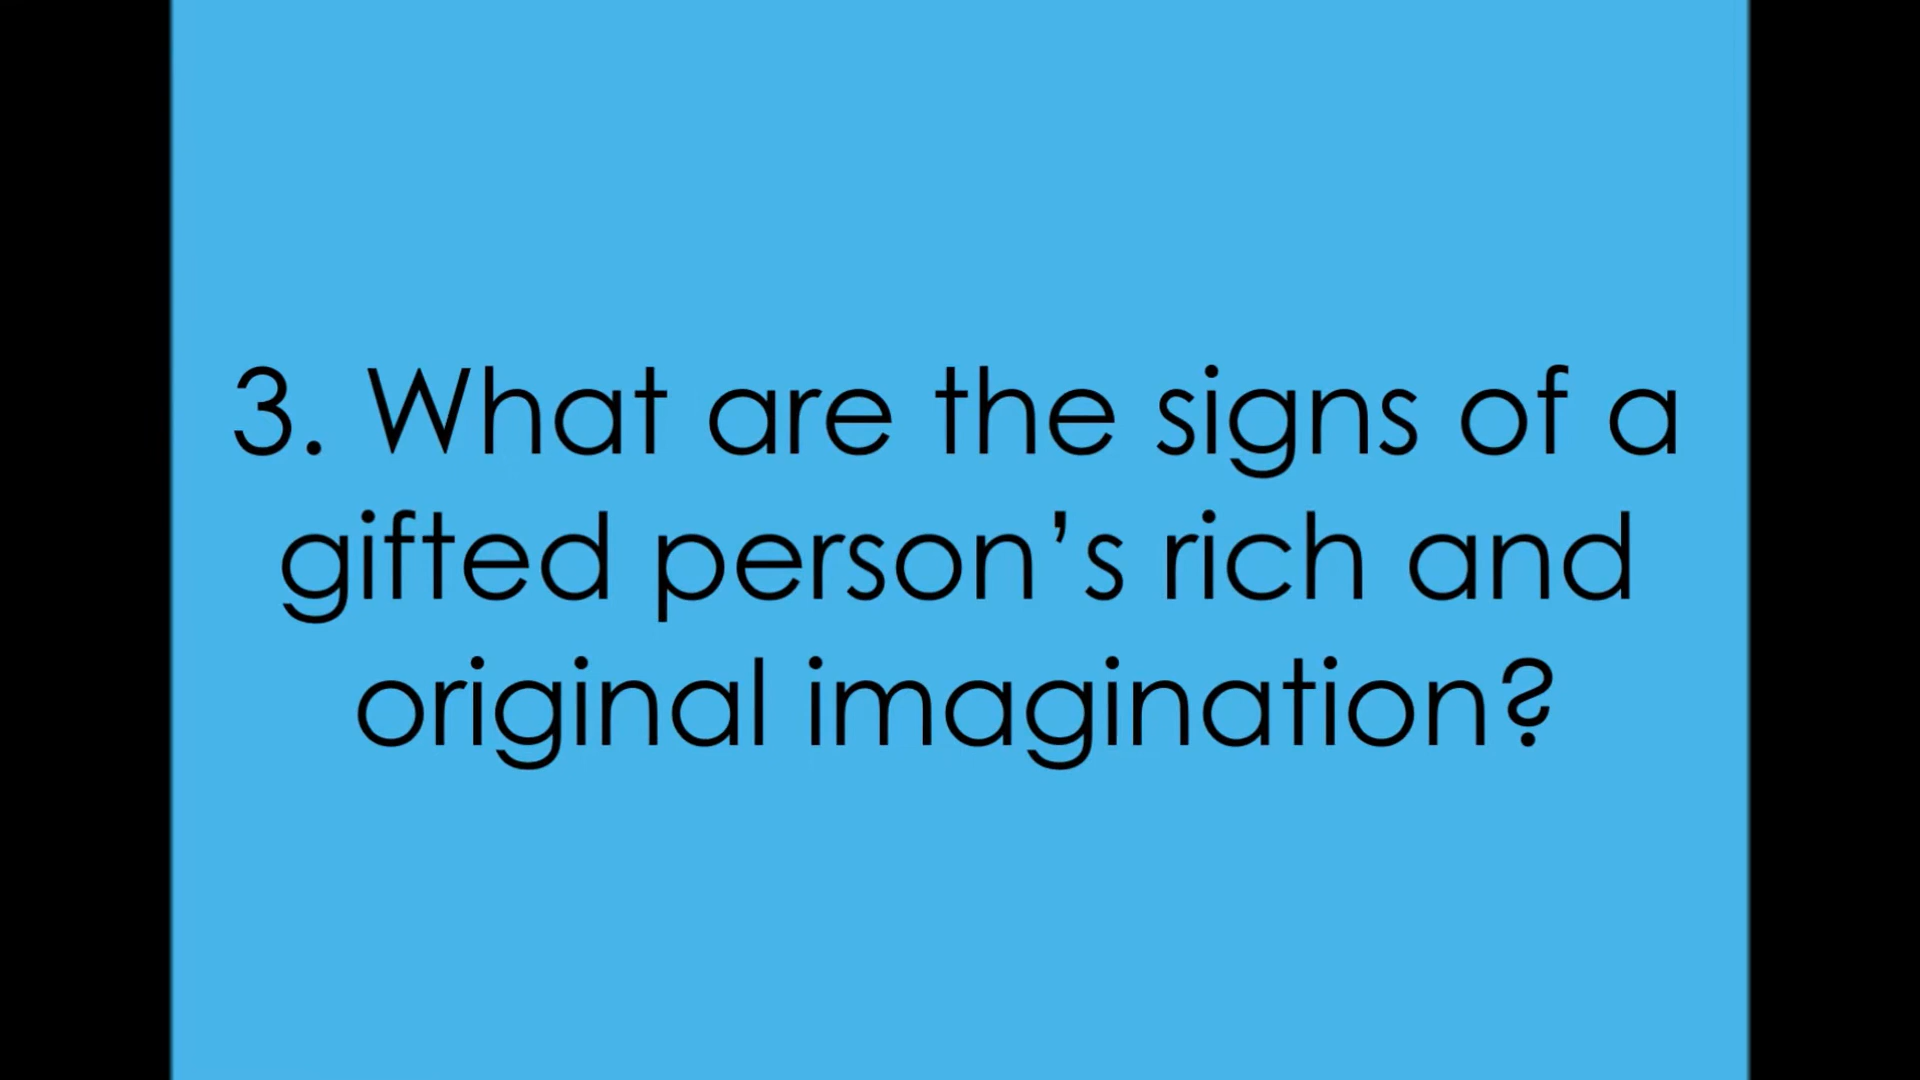 3. What are the signs of a
gifted person’s rich and
original imagination?